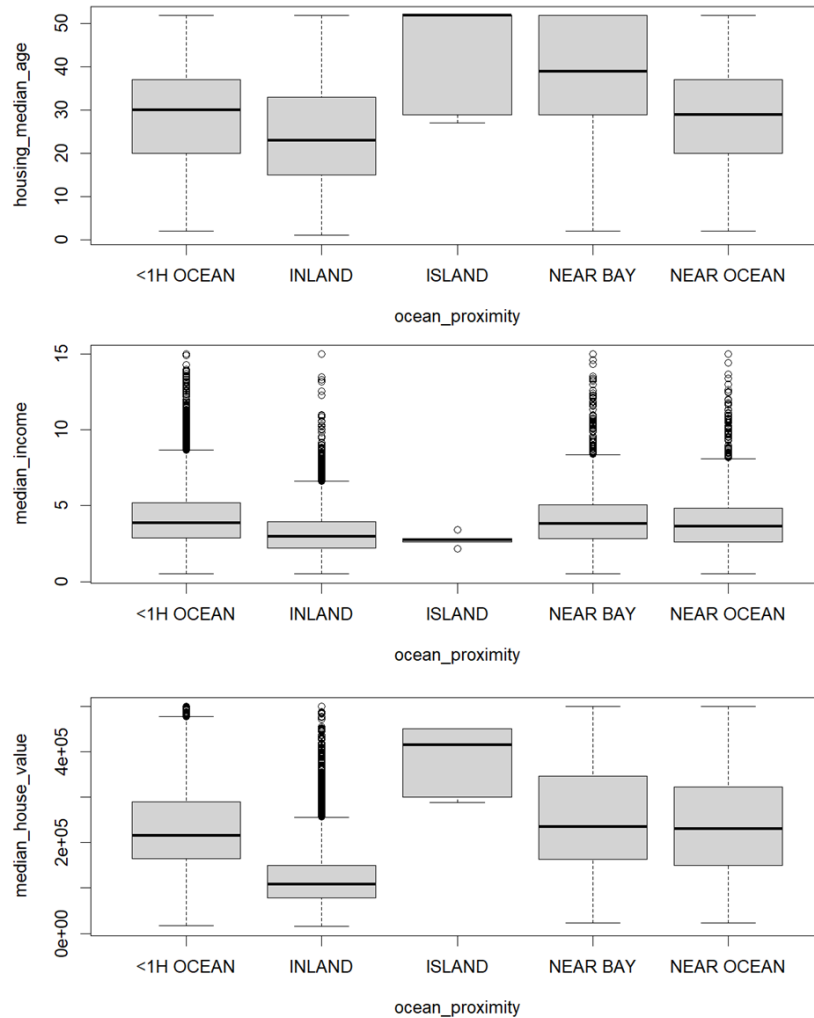 housing_median_age
50
40
30
20
10
0
<1H OCEAN INLAND ISLAND NEAR BAY NEAR OCEAN
ocean_proximity
median_income
15
10
5
0
<1H OCEAN INLAND ISLAND NEAR BAY NEAR OCEAN
ocean_proximity
median_house_value
4e+05
2e+05
0e+00
<1H OCEAN INLAND ISLAND NEAR BAY NEAR OCEAN
ocean_proximity